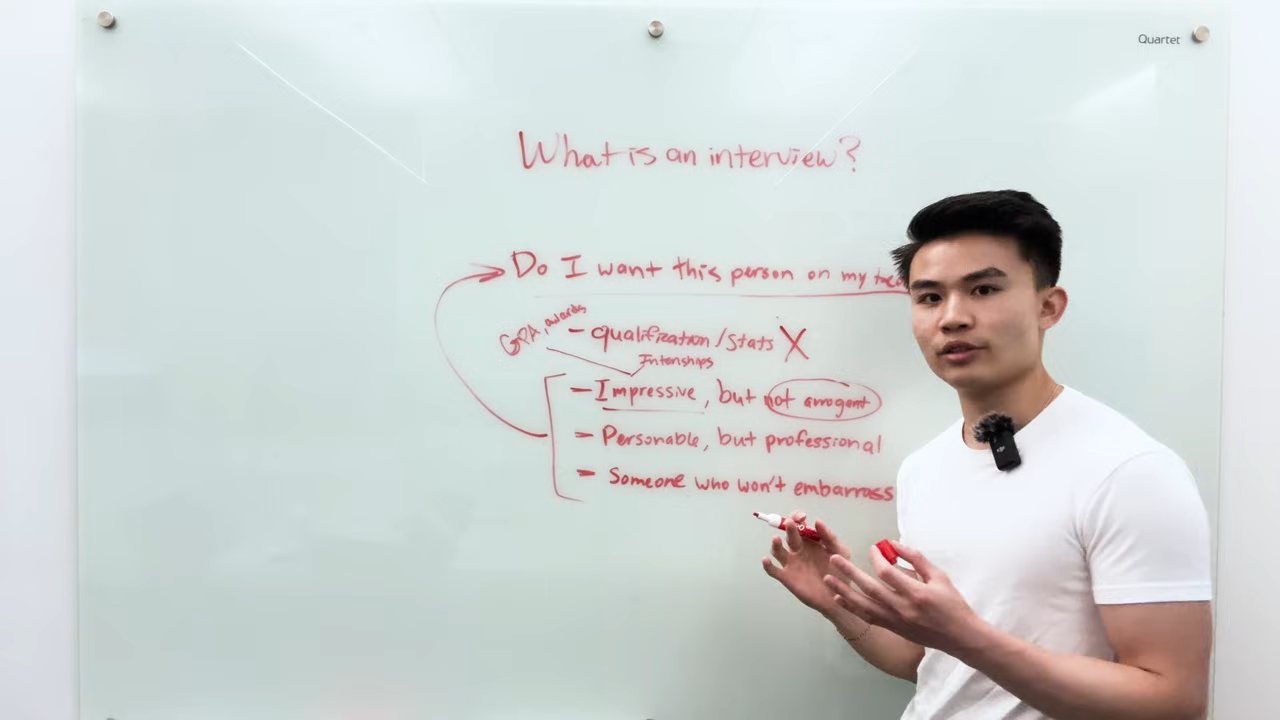 Quartet
What is an interview?
Do I want this person on my
GPA, awards
- qualification/stats X
Internships
- Impressive, but not arrogant
- Personable, but professional
- Someone who won't embarrass